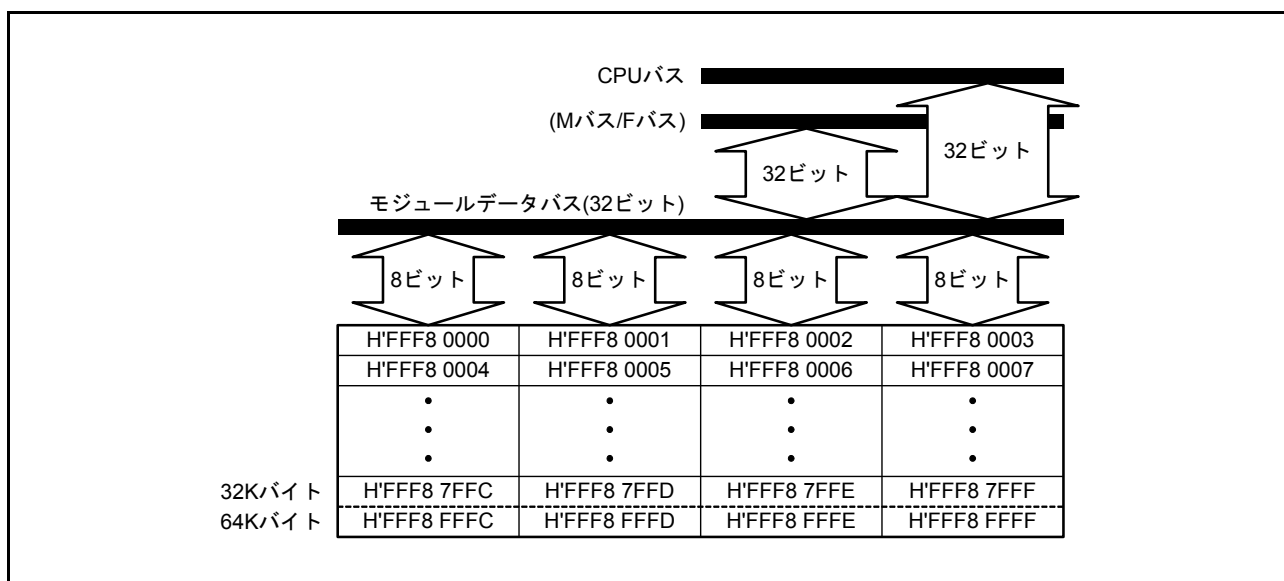 CPUバス
(Mバス/Fバス)
32ビット
32ビット
モジュールデータバス(32ビット)
8ビット 8ビット 8ビット 8ビット
H'FFF8 0000 H'FFF8 0001 H'FFF8 0002 H'FFF8 0003
H'FFF8 0004 H'FFF8 0005 H'FFF8 0006 H'FFF8 0007
32Kバイト H'FFF8 7FFC H'FFF8 7FFD H'FFF8 7FFE H'FFF8 7FFF
64Kバイト H'FFF8 FFFC H'FFF8 FFFD H'FFF8 FFFE H'FFF8 FFFF